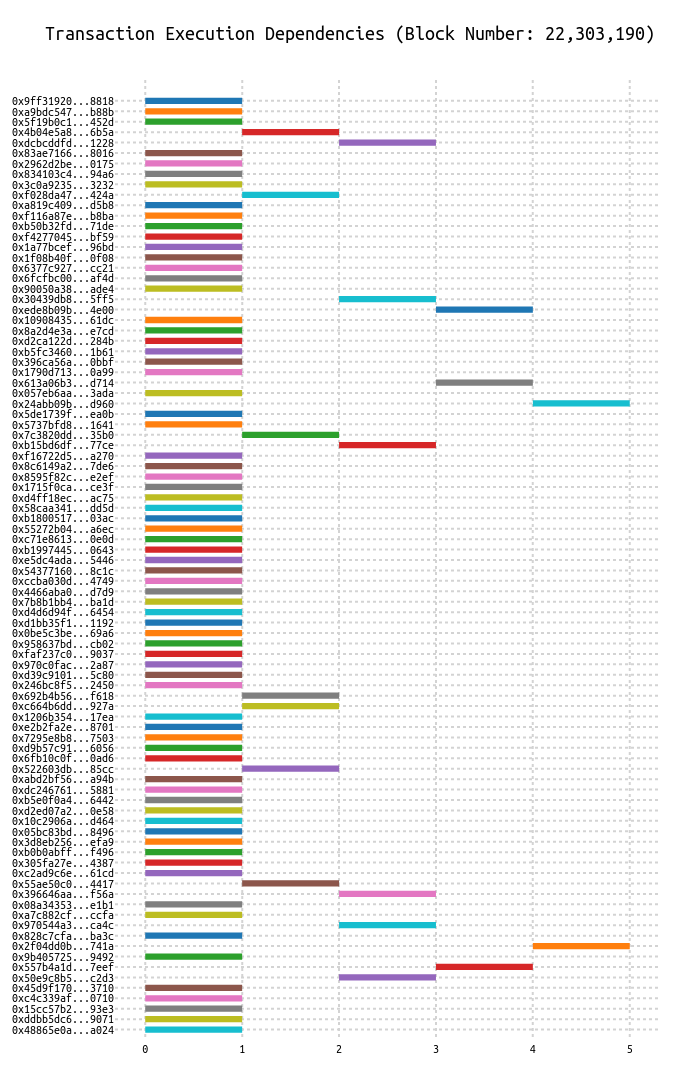 Transaction Execution Dependencies (Block Number: 22,303,190)
0x9ff31920...8818
0xa9bdc547...b88b
0x5f19b0c1...452d
0x4b04e5a8...6b5a
0xdcbcddfd...1228
0x83ae7166...8016
0x2962d2be...0175
0x834103c4...94a6
0x3c0a9235...3232
0xf028da47...424a
0xa819c409...d5b8
0xf116a87e...b8ba
0xb50b32fd...71de
0xf4277045...bf59
0x1a77bcef...96bd
0x1f08b40f...0f08
0x6377c927...cc21
0x6fcfbc00...af4d
0x90050a38...ade4
0x30439db8...5ff5
0xede8b09b...4e00
0x10908435...61dc
0x8a2d4e3a...e7cd
0xd2ca122d...284b
0xb5fc3460...1b61
0x396ca56a...0bbf
0x1790d713...0a99
0x613a06b3...d714
0x057eb6aa...3ada
0x24abb09b...d960
0x5de1739f...ea0b
0x5737bfd8...1641
0x7c3820dd...35b0
0xb15bd6df...77ce
0xf16722d5...a270
0x8c6149a2...7de6
0x8595f82c...e2ef
0x1715f0ca...ce3f
0xd4ff18ec...ac75
0x58caa341...dd5d
0xb1800517...03ac
0x55272b04...a6ec
0xc71e8613...0e0d
0xb1997445...0643
0xe5dc4ada...5446
0x54377160...8c1c
0xccba030d...4749
0x4466aba0...d7d9
0x7b8b1bb4...ba1d
0xd4d6d94f...6454
0xd1bb35f1...1192
0x0be5c3be...69a6
0x958637bd...cb02
0xfaf237c0...9037
0x970c0fac...2a87
0xd39c9101...5c80
0x246bc8f5...2450
0x692b4b56...f618
0xc664b6dd...927a
0x1206b354...17ea
0xe2b2fa2e...8701
0x7295e8b8...7503
0xd9b57c91...6056
0x6fb10c0f...0ad6
0x522603db...85cc
0xabd2bf56...a94b
0xdc246761...5881
0xb5e0f0a4...6442
0xd2ed07a2...0e58
0x10c2906a...d464
0x05bc83bd...8496
0x3d8eb256...efa9
0xb0b0abff...f496
0x305fa27e...4387
0xc2ad9c6e...61cd
0x55ae50c0...4417
0x396646aa...f56a
0x08a34353...e1b1
0xa7c882cf...ccfa
0x970544a3...ca4c
0x828c7cfa...ba3c
0x2f04dd0b...741a
0x9b405725...9492
0x557b4a1d...7eef
0x50e9c8b5...c2d3
0x45d9f170...3710
0xc4c339af...0710
0x15cc57b2...93e3
0xddbb5dc6...9071
0x48865e0a...a024
0 1 2 3 4 5